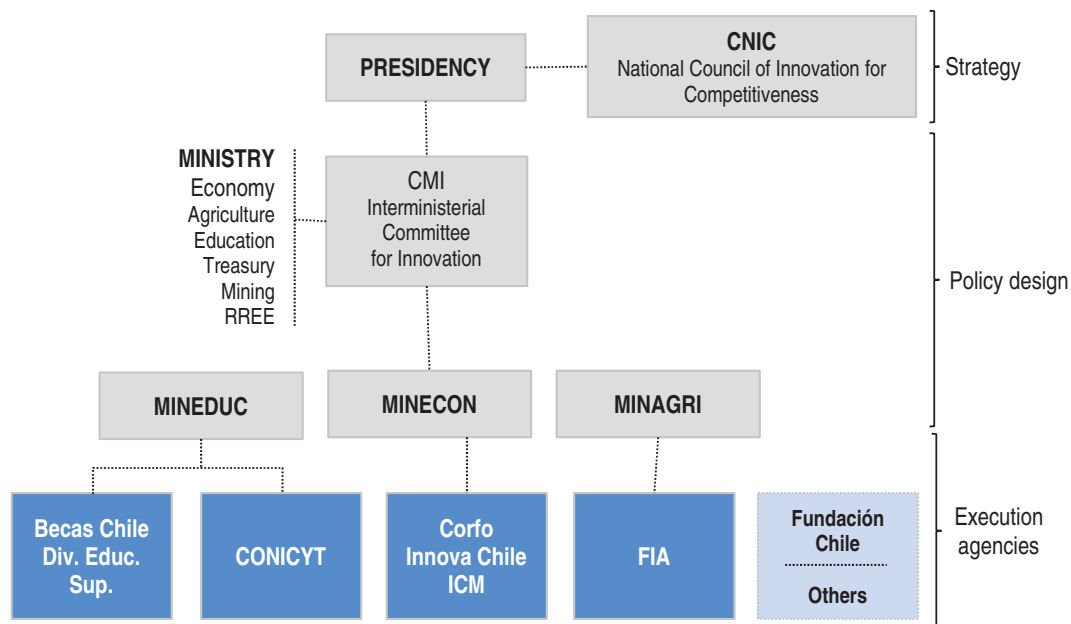 PRESIDENCY
CNIC
National Council of Innovation for
Competitiveness
Strategy
MINISTRY
Economy
Agriculture
Education
Treasury
Mining
RREE
CMI
Interministerial
Committee
for Innovation
Policy design
MINEDUC
MINECON
MINAGRI
Becas Chile
Div. Educ.
Sup.
CONICYT
Corfo
Innova Chile
ICM
FIA
Fundación
Chile
Others
Execution
agencies